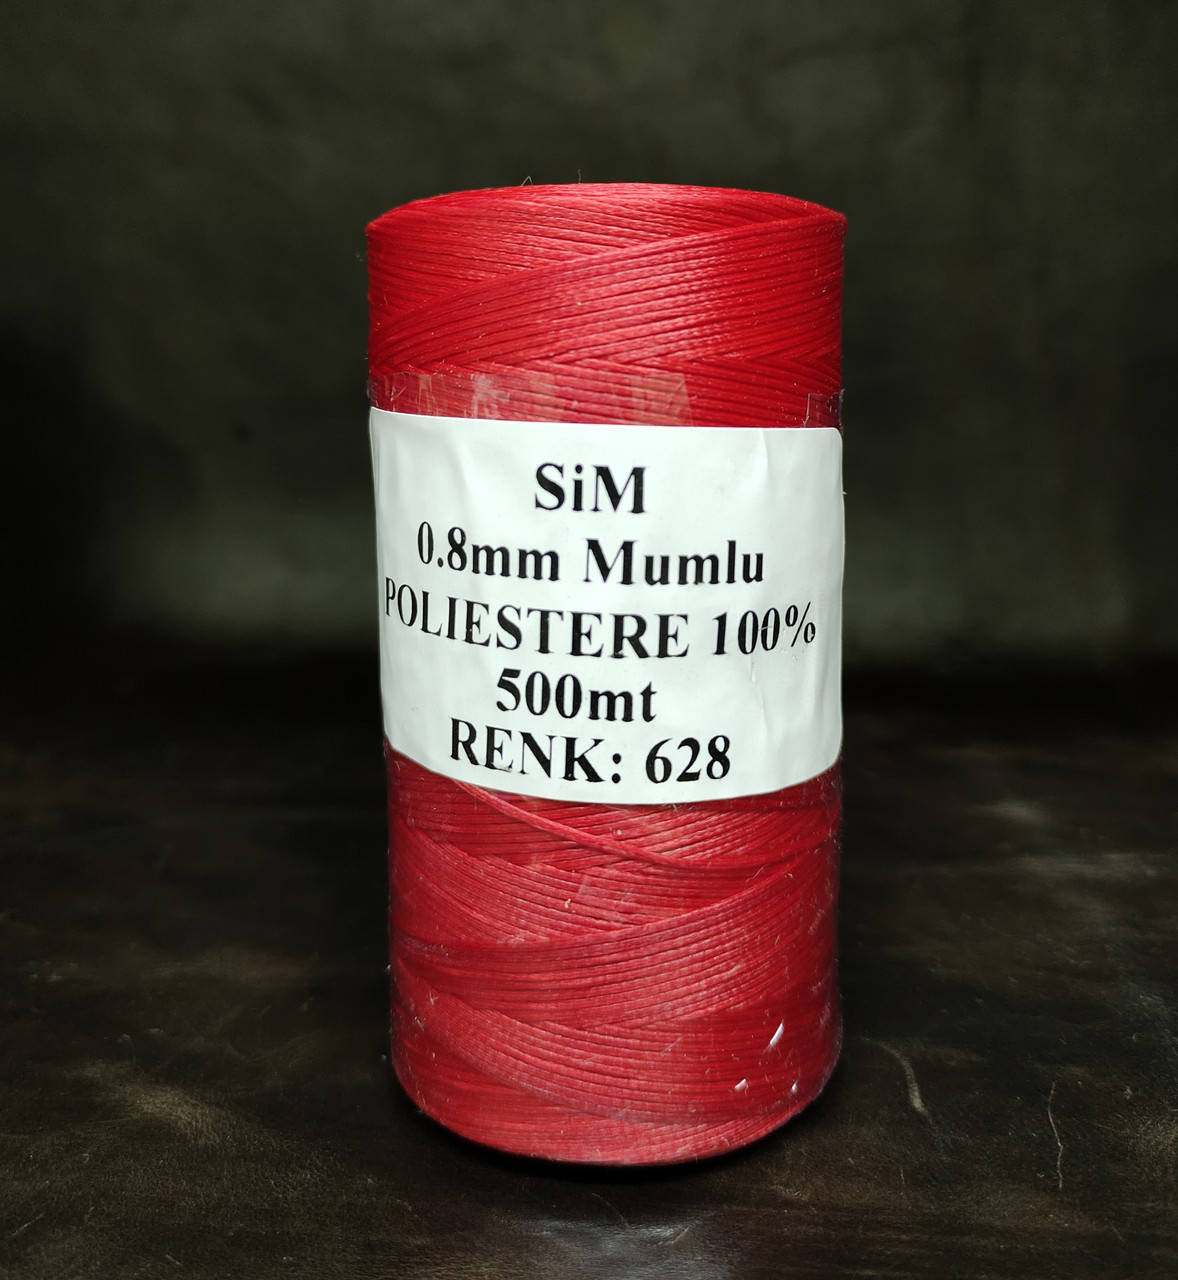 SiM
0.8mm Mumlu
POLIESTERE 100%
500mt
RENK: 628